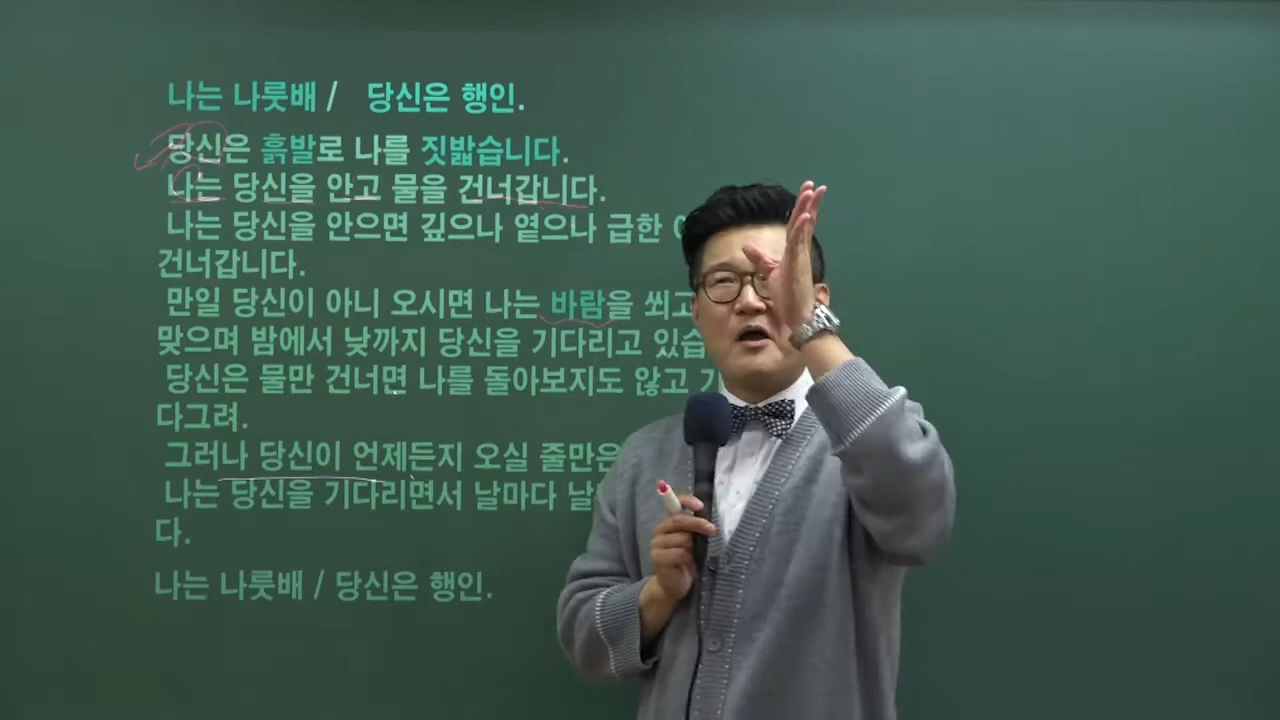 나는 나룻배 / 당신은 행인.
당신은 흙발로 나를 짓밟습니다.
나는 당신을 안고 물을 건너갑니다.
나는 당신을 안으면 깊으나 옅으나 급한
건너갑니다.
만일 당신이 아니 오시면 나는 바람을 쐬고
맞으며 밤에서 낮까지 당신을 기다리고
당신은 물만 건너면 나를 돌아보지도 않고
다그려.
그러나 당신이 언제든지 오실 줄만은
나는 당신을 기다리면서 날마다
다.
나는 나룻배 / 당신은 행인.